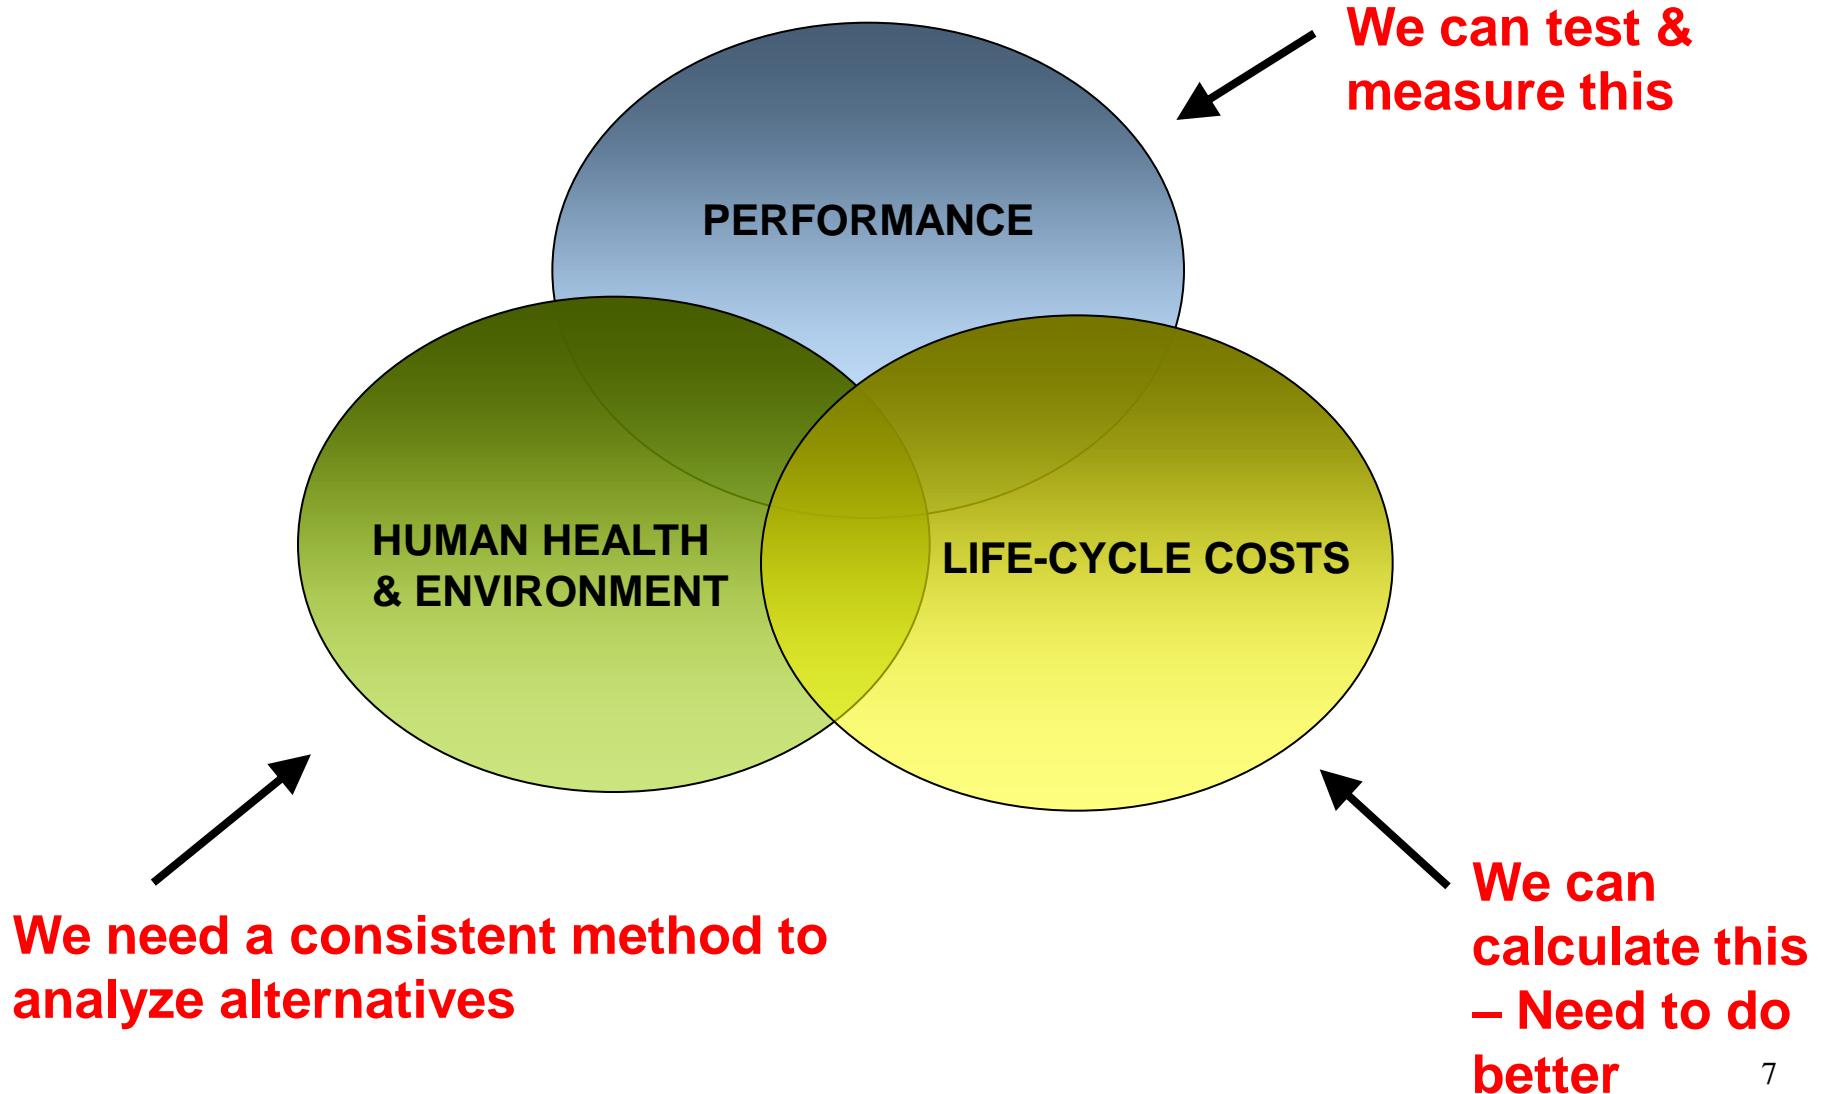 We can test &
measure this
PERFORMANCE
HUMAN HEALTH
& ENVIRONMENT
LIFE-CYCLE COSTS
We need a consistent method to
analyze alternatives
We can
calculate this
– Need to do
better
7